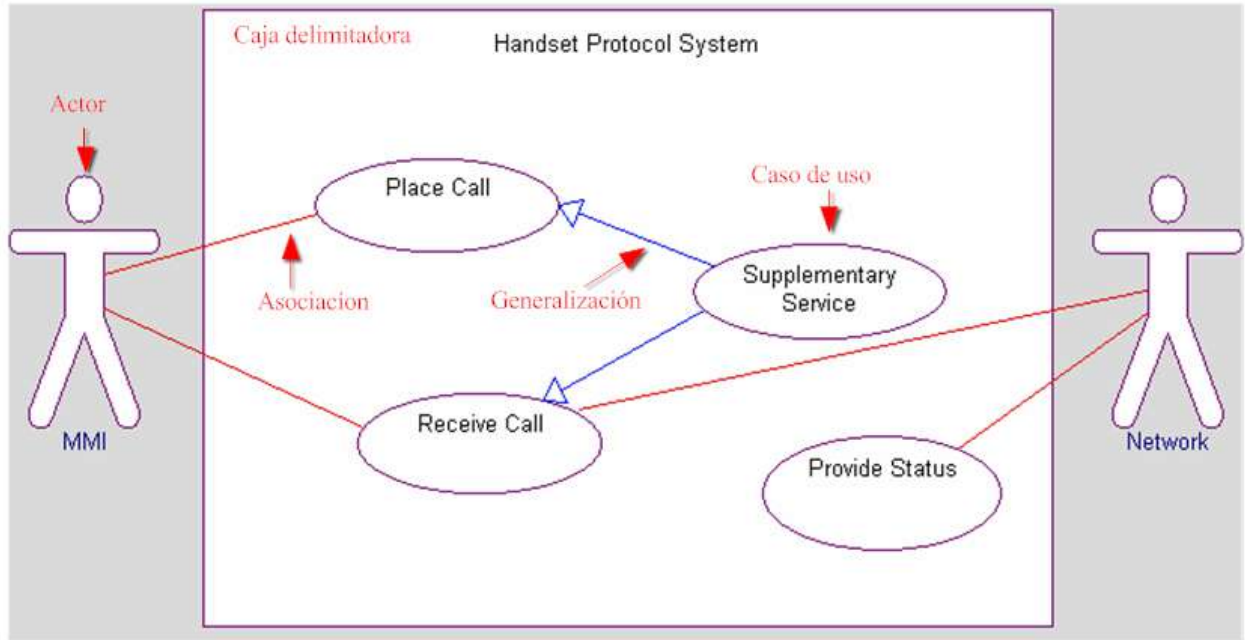 Caja delimitadora
Handset Protocol System
Actor
Place Call
Caso de uso
Supplementary
Service
Asociacion
Generalización
Receive Call
MMI
Network
Provide Status